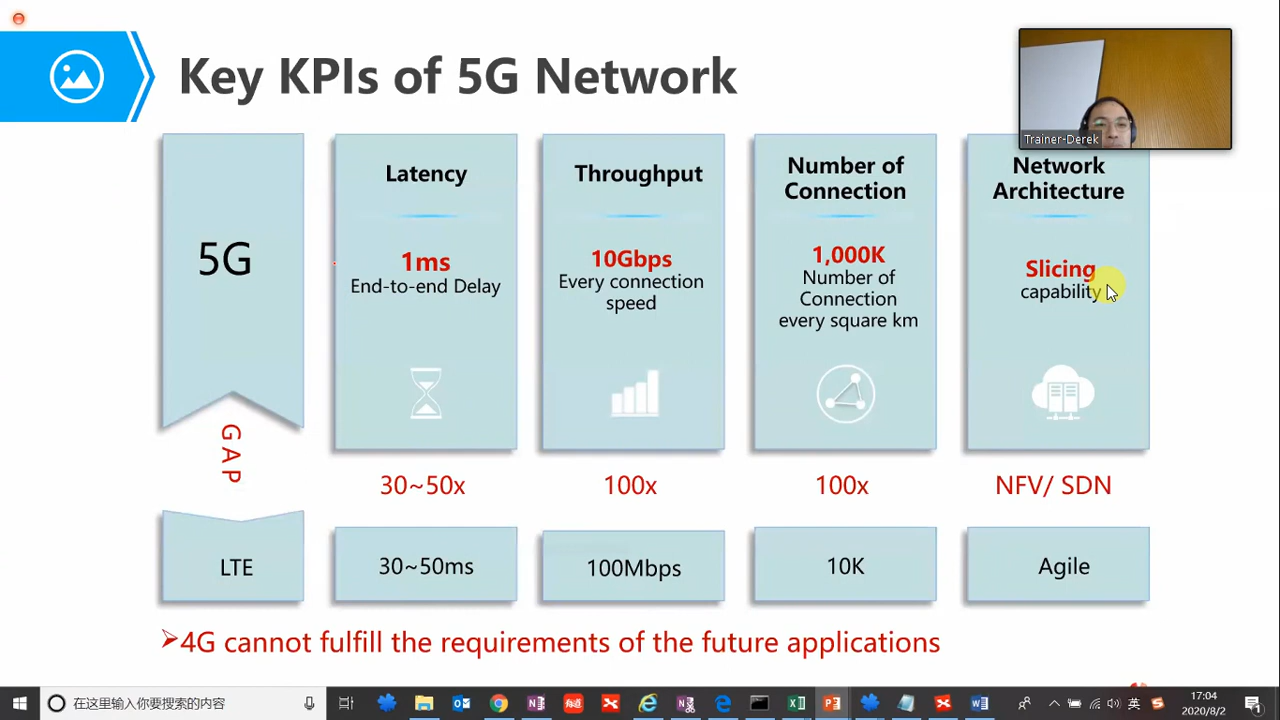 Key KPIs of 5G Network
Trainer-Derek
5G
Latency
1ms
End-to-end Delay
Throughput
10Gbps
Every connection
speed
Number of
Connection
1,000K
Number of
Connection
every square km
Network
Architecture
Slicing
capability
GAP
30~50x
100x
100x
NFV/ SDN
LTE
30~50ms
100Mbps
10K
Agile
4G cannot fulfill the requirements of the future applications
在这里输入你要搜索的内容
英
17:04
2020/8/2